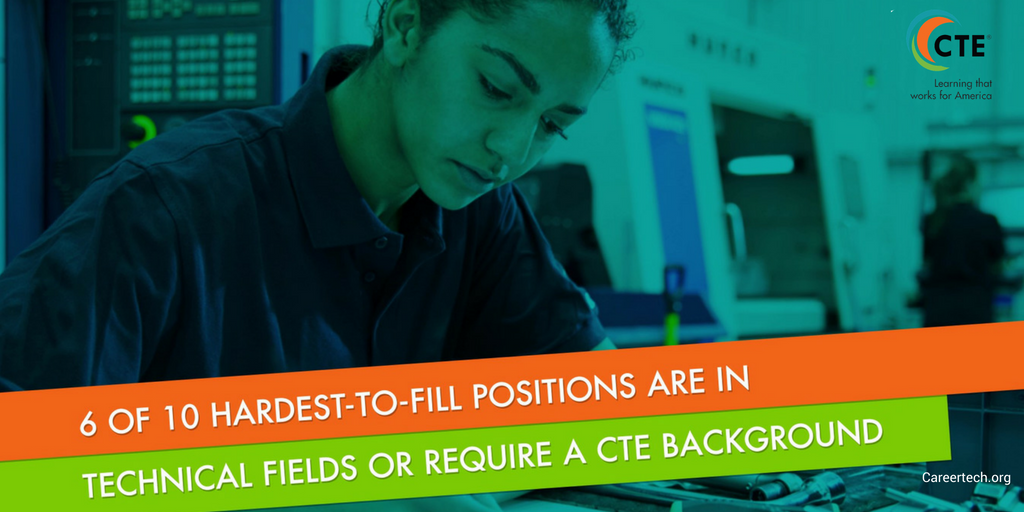 CTE
Learning that
works for America
6 OF 10 HARDEST-TO-FILL POSITIONS ARE IN
TECHNICAL FIELDS OR REQUIRE A CTE BACKGROUND
Careertech.org